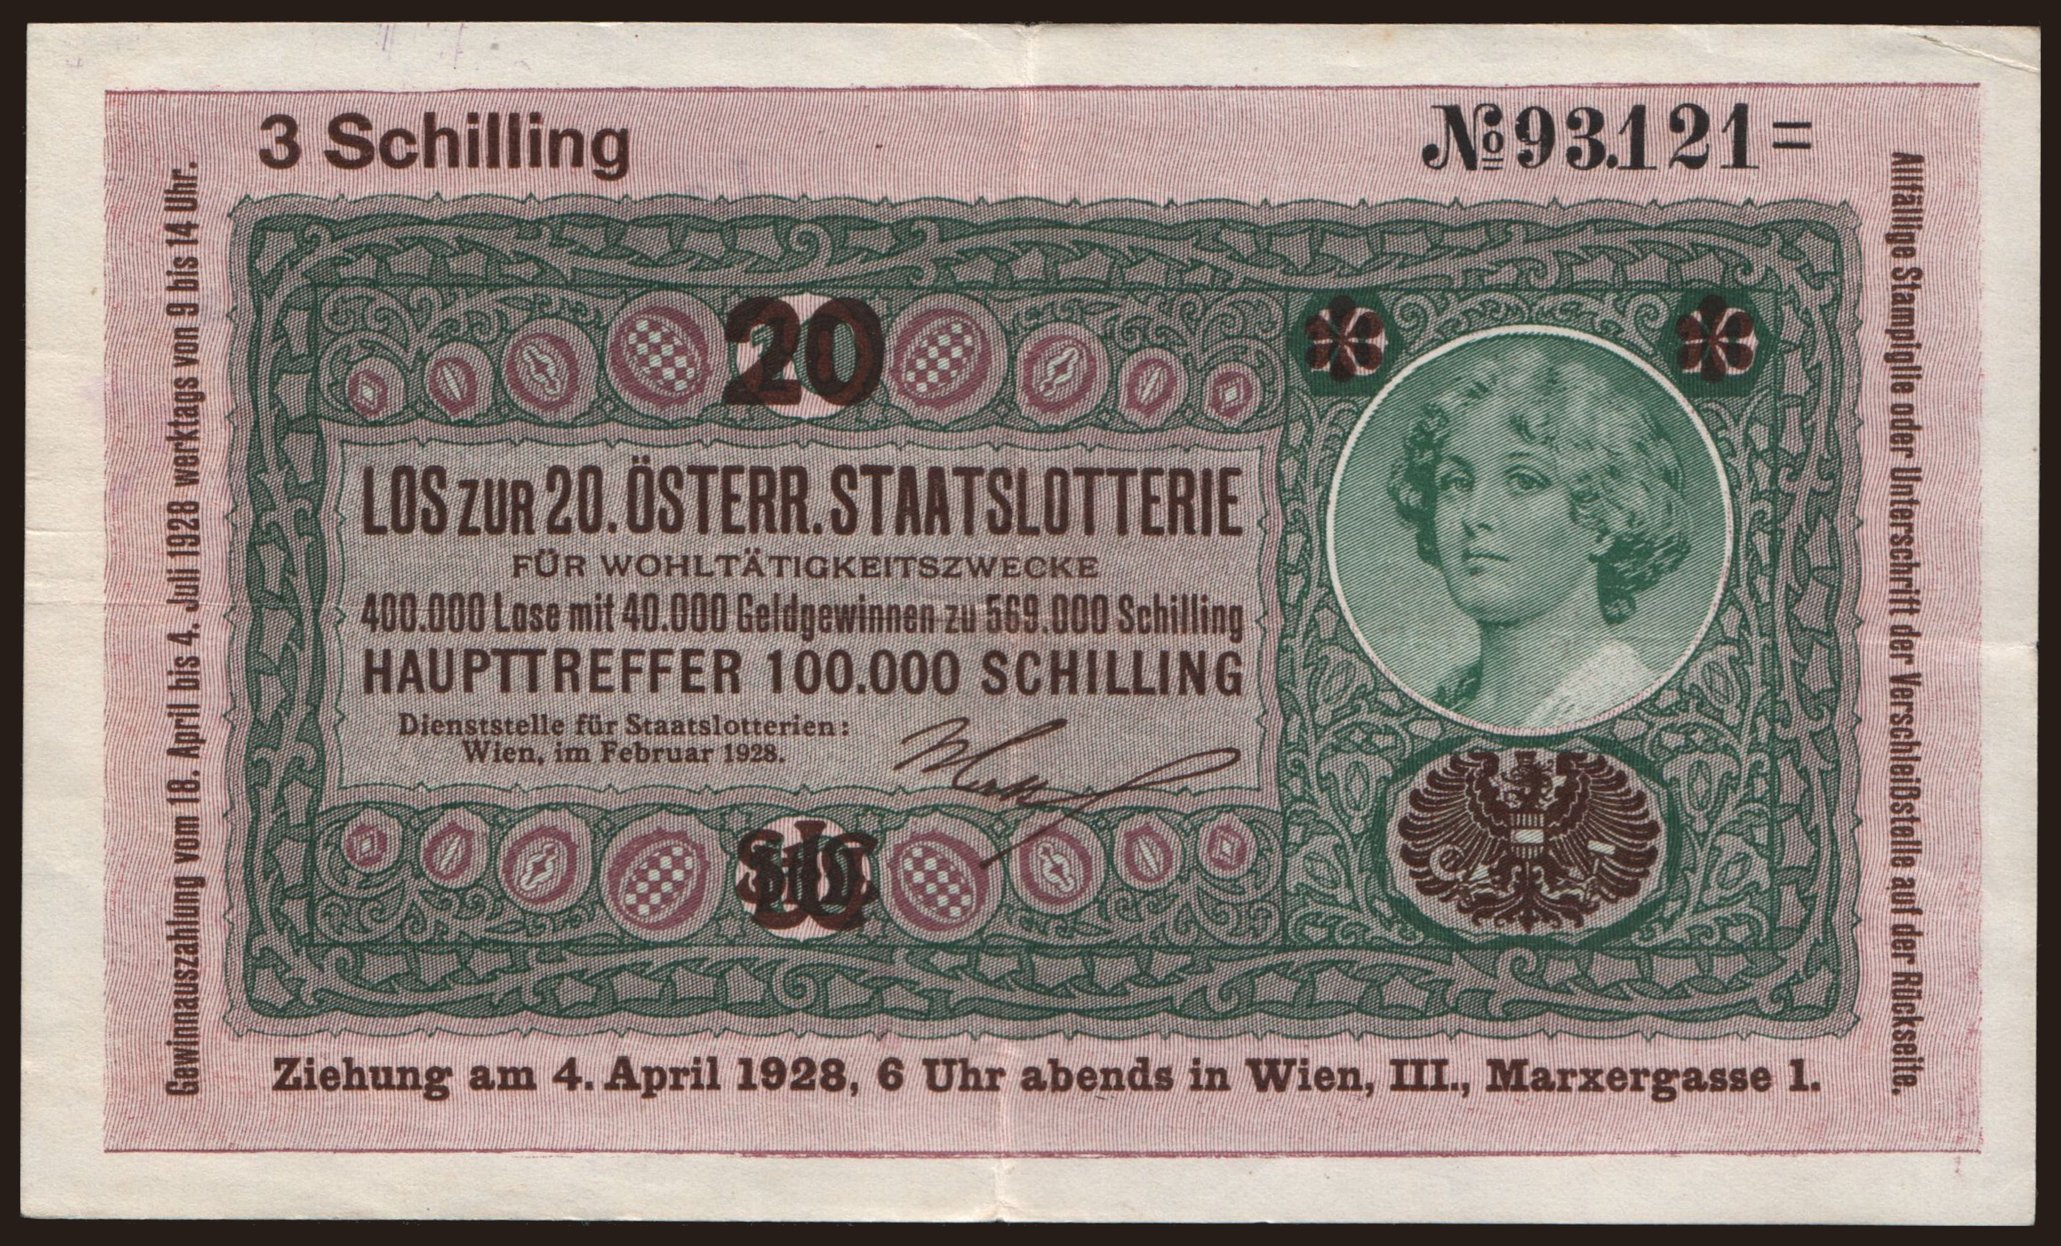 3 Schilling
№ 93.121 =
Gewinnauszahlung vom 18. April bis 4. Juli 1928 werktags von 9 bis 14 Uhr.
20
LOS ZUR 20. ÖSTERR. STAATSLOTTERIE
FÜR WOHLTÄTIGKEITSZWECKE
400.000 Lose mit 40.000 Geldgewinnen zu 569.000 Schilling
HAUPTTREFFER 100.000 SCHILLING
Dienststelle für Staatslotterien:
Wien, im Februar 1928.
Ziehung am 4. April 1928, 6 Uhr abends in Wien, III., Marxergasse 1.
Allfällige Stampiglie oder Unterschrift der Verschleißstelle auf der Rückseite.